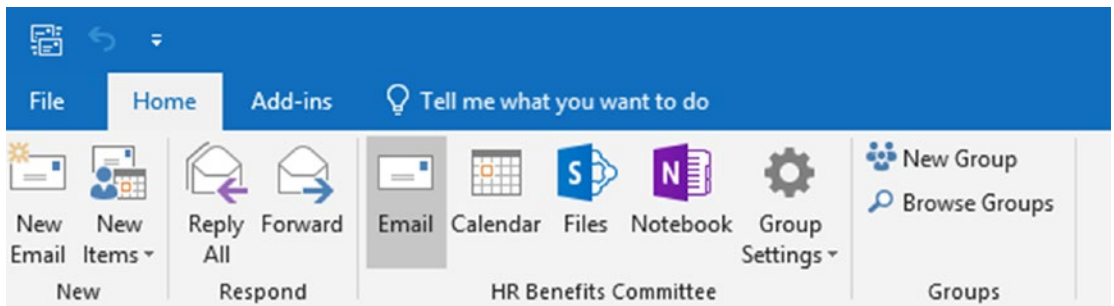 File Home Add-ins Tell me what you want to do
New Email
New Items
Reply All
Forward
Email
Calendar
Files
Notebook
Group Settings
New Group
Browse Groups
New
Respond
HR Benefits Committee
Groups